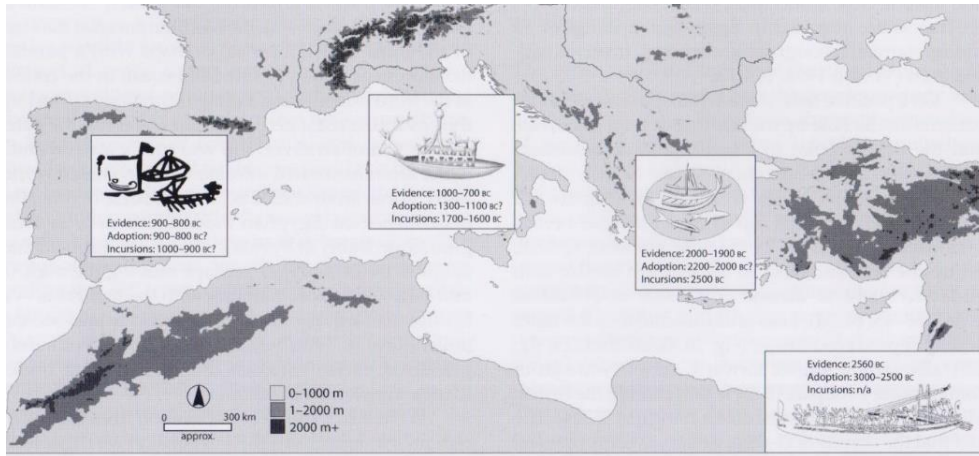 Evidence: 900–800 BC
Adoption: 900–800 BC?
Incursions: 1000–900 BC?
Evidence: 1000–700 BC
Adoption: 1300–1100 BC?
Incursions: 1700–1600 BC
Evidence: 2000–1900 BC
Adoption: 2200–2000 BC?
Incursions: 2500 BC
Evidence: 2560 BC
Adoption: 3000–2500 BC
Incursions: n/a
0 300 km
approx.
0–1000 m
1–2000 m
2000 m+